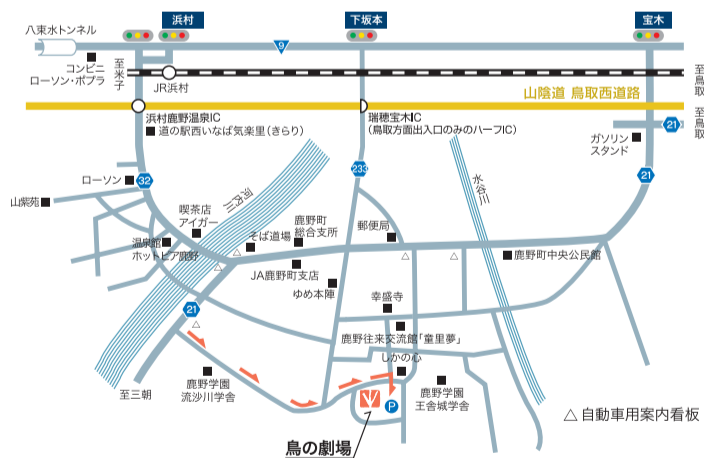 八束水トンネル
浜村
下坂本
宝木
9
コンビニ
ローソン・ポプラ
至米子
JR浜村
至鳥取
山陰道 鳥取西道路
至鳥取
浜村鹿野温泉IC
道の駅西いなば気楽里(きらり)
瑞穂宝木IC
(鳥取方面出入口のみのハーフIC)
21
ガソリン
スタンド
水谷川
ローソン
32
233
21
河内川
山紫苑
喫茶店
アイガー
温泉館
ホットピア鹿野
そば道場
鹿野町
総合支所
郵便局
JA鹿野町支店
鹿野町中央公民館
ゆめ本陣
幸盛寺
21
鹿野往来交流館「童里夢」
しかの心
至三朝
鹿野学園
流沙川学舎
鹿野学園
王舎城学舎
P
△自動車用案内看板
鳥の劇場